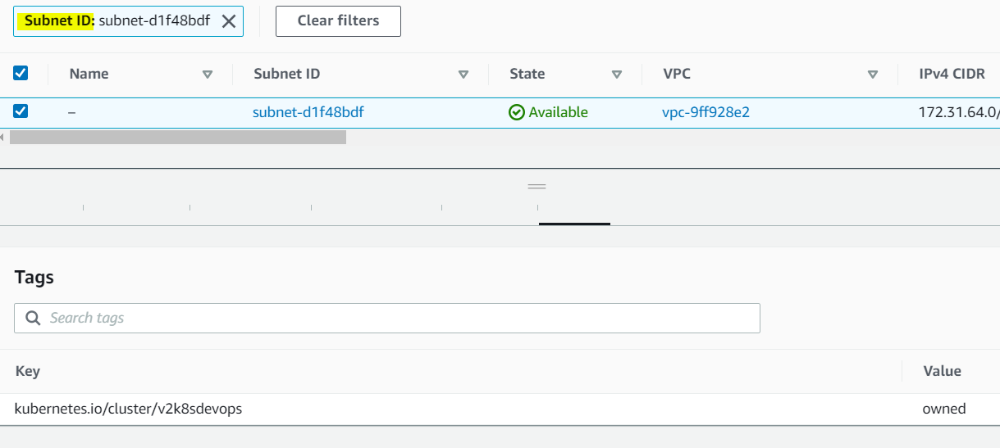 Subnet ID: subnet-d1f48bdf Clear filters
Name Subnet ID State VPC IPv4 CIDR
– subnet-d1f48bdf Available vpc-9ff928e2 172.31.64.0/
Tags
Search tags
Key Value
kubernetes.io/cluster/v2k8sdevops owned